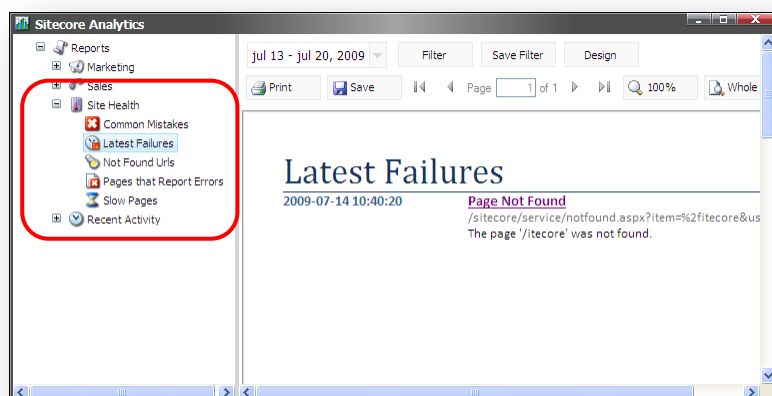 Sitecore Analytics
Reports
Marketing
Sales
Site Health
Common Mistakes
Latest Failures
Not Found Urls
Pages that Report Errors
Slow Pages
Recent Activity
jul 13 - jul 20, 2009 Filter Save Filter Design
Print Save Page 1 of 1 100% Whole
Latest Failures
2009-07-14 10:40:20 Page Not Found
/sitecore/service/notfound.aspx?item=%2fitecore&us
The page '/itecore' was not found.